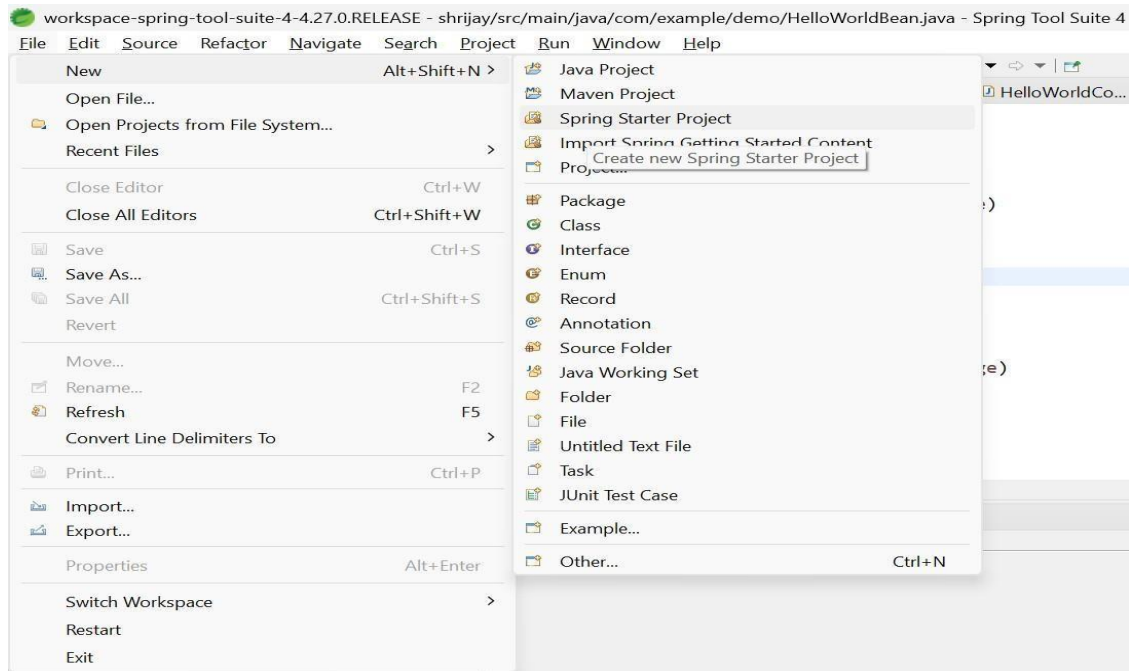 workspace-spring-tool-suite-4-4.27.0.RELEASE - shrijay/src/main/java/com/example/demo/HelloWorldBean.java - Spring Tool Suite 4
File Edit Source Refactor Navigate Search Project Run Window Help
New Alt+Shift+N >
Open File...
Open Projects from File System...
Recent Files >
Close Editor Ctrl+W
Close All Editors Ctrl+Shift+W
Save Ctrl+S
Save As...
Save All Ctrl+Shift+S
Revert
Move...
Rename... F2
Refresh F5
Convert Line Delimiters To >
Print... Ctrl+P
Import...
Export...
Properties Alt+Enter
Switch Workspace >
Restart
Exit
Java Project
Maven Project
Spring Starter Project
Import Spring Getting Started Content
Create new Spring Starter Project
Project...
Package
Class
Interface
Enum
Record
Annotation
Source Folder
Java Working Set
Folder
File
Untitled Text File
Task
JUnit Test Case
Example...
Other... Ctrl+N
HelloWorldCo...